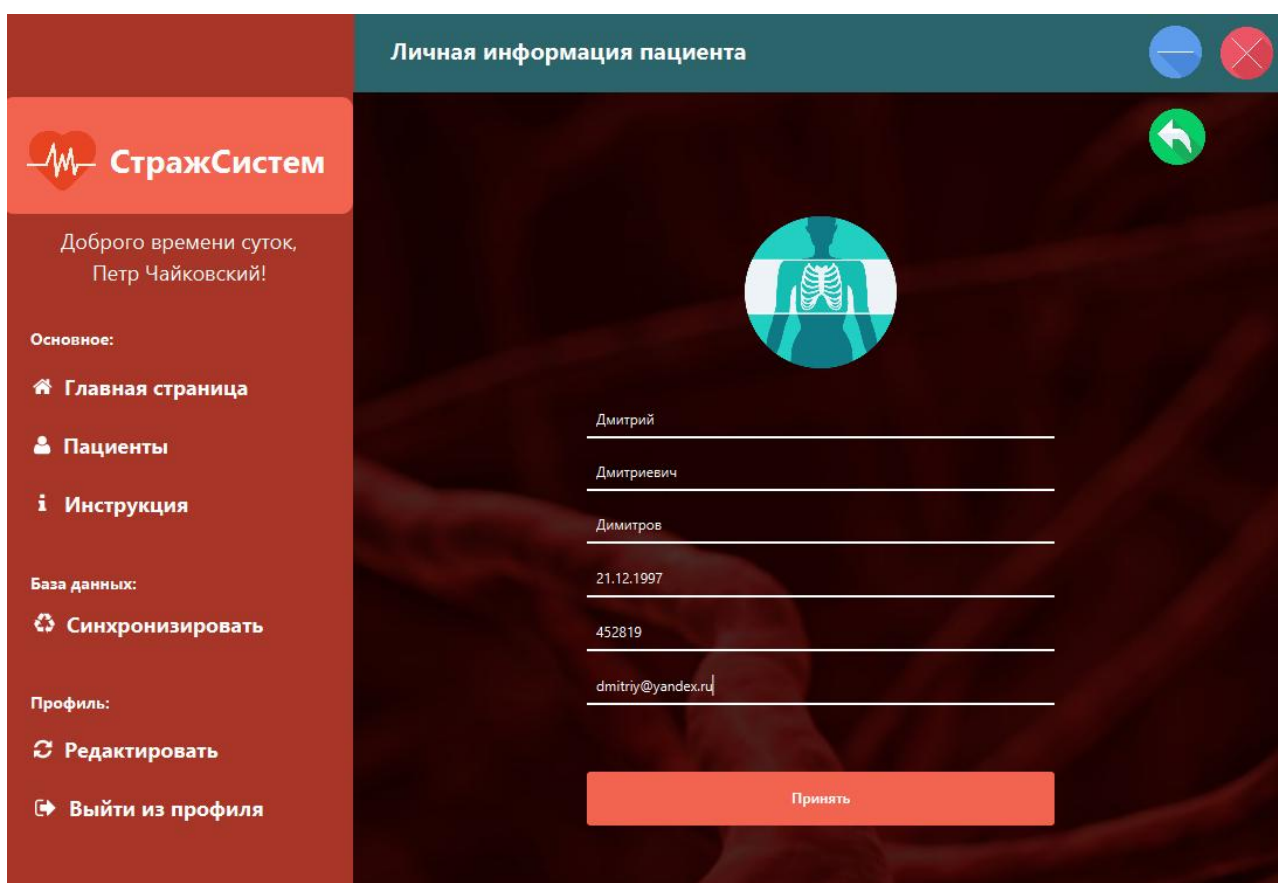 Личная информация пациента
СтражСистем
Доброго времени суток,
Петр Чайковский!
Основное:
Главная страница
Пациенты
Инструкция
База данных:
Синхронизировать
Профиль:
Редактировать
Выйти из профиля
Дмитрий
Дмитриевич
Димитров
21.12.1997
452819
dmitriy@yandex.ru
Принять